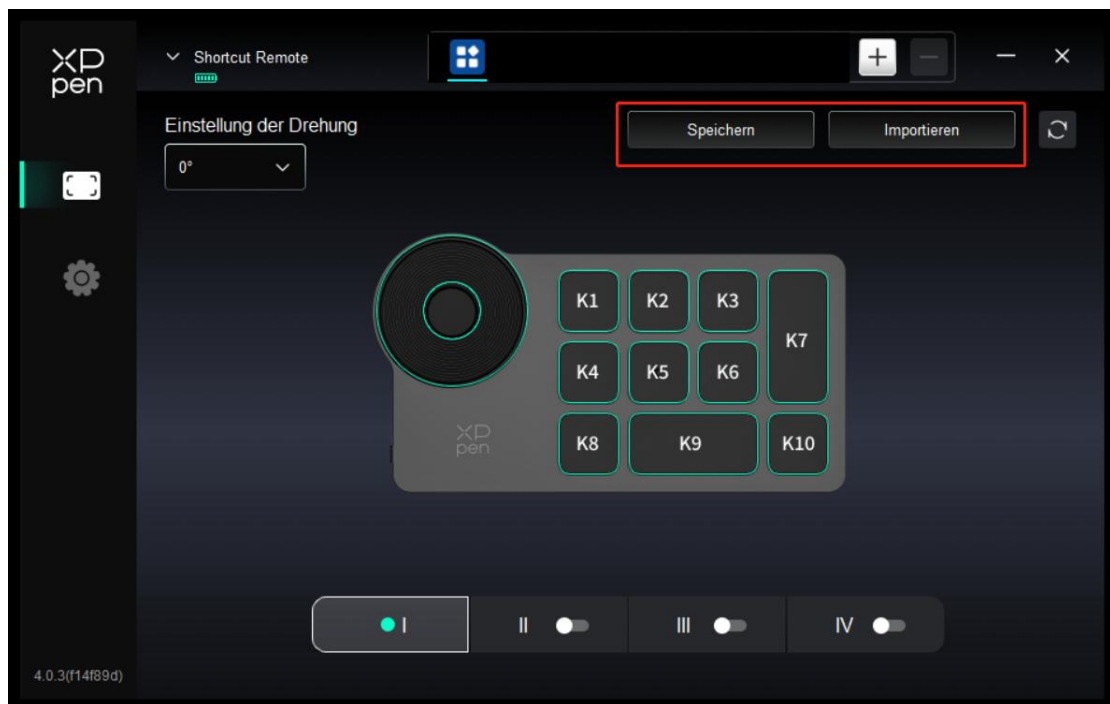 XP
pen
Shortcut Remote
Einstellung der Drehung
Speichern
Importieren
0°
K1
K2
K3
K7
K4
K5
K6
XP
pen
K8
K9
K10
I
II
III
IV
4.0.3(f14f89d)